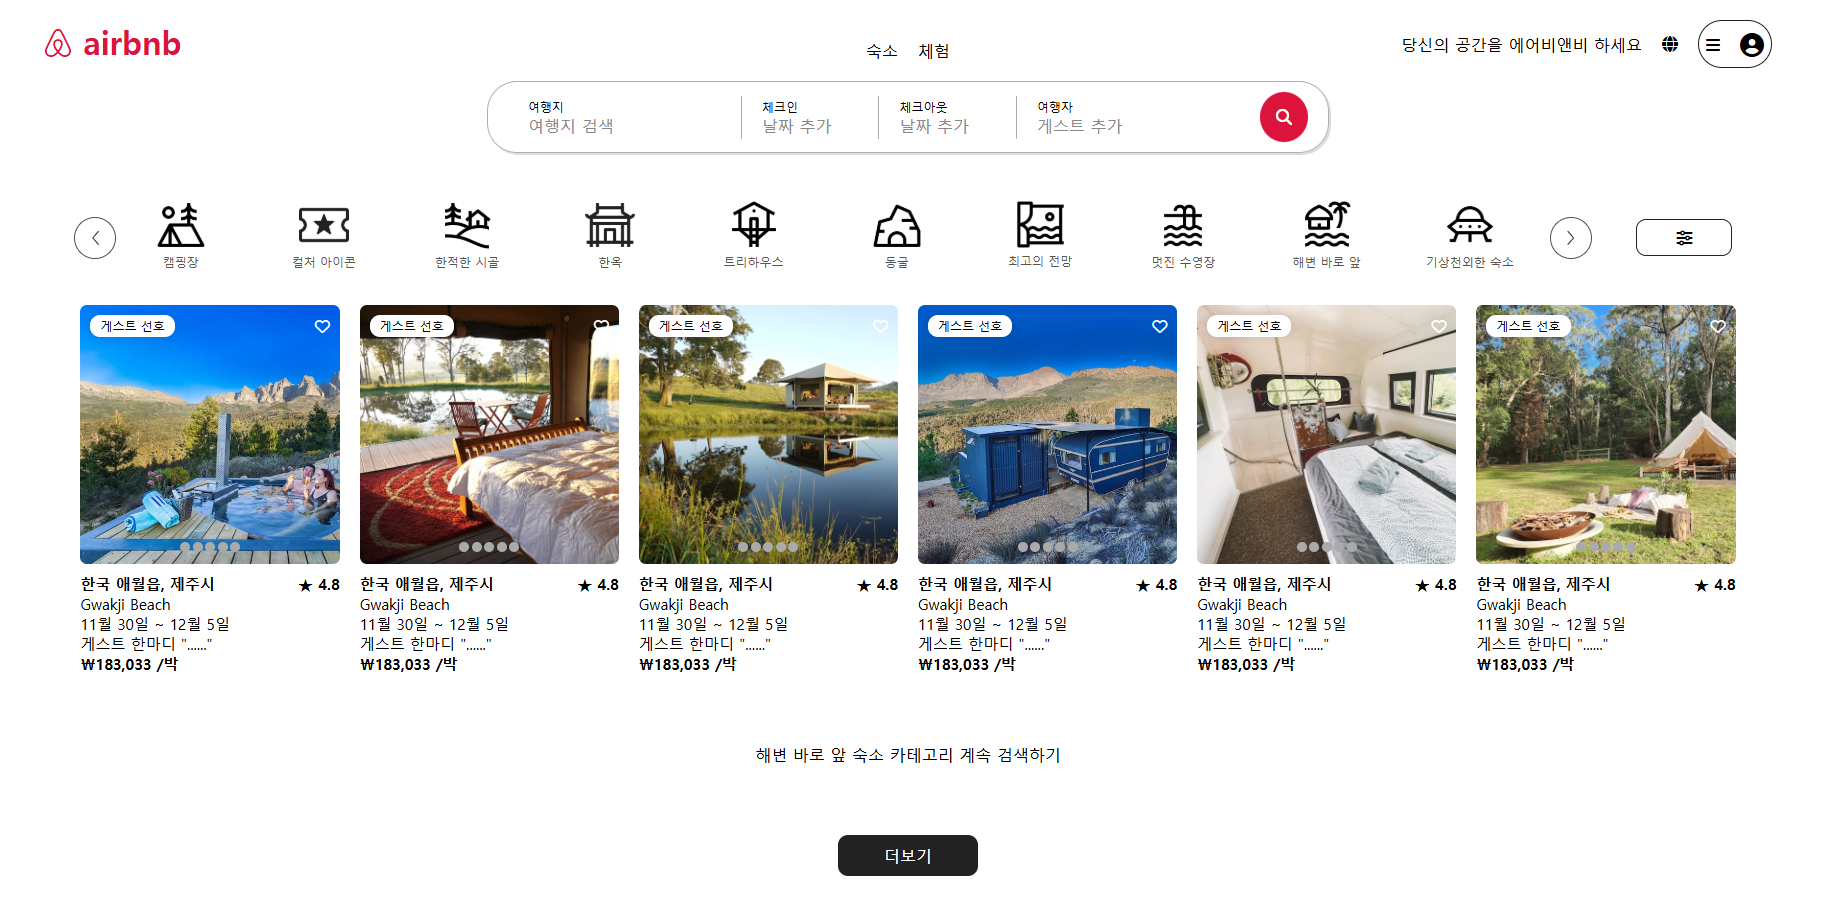 airbnb
숙소 체험
당신의 공간을 에어비앤비 하세요
여행지 체크인 체크아웃 여행자
여행지 검색 날짜 추가 날짜 추가 게스트 추가
캠핑장 컬처 아이콘 한적한 시골 한옥 트리하우스 동굴 최고의 전망 멋진 수영장 해변 바로 앞 기상천외한 숙소
게스트 선호 게스트 선호 게스트 선호 게스트 선호 게스트 선호 게스트 선호
한국 애월읍, 제주시 ★ 4.8 한국 애월읍, 제주시 ★ 4.8 한국 애월읍, 제주시 ★ 4.8 한국 애월읍, 제주시 ★ 4.8 한국 애월읍, 제주시 ★ 4.8 한국 애월읍, 제주시 ★ 4.8
Gwakji Beach Gwakji Beach Gwakji Beach Gwakji Beach Gwakji Beach Gwakji Beach
11월 30일 ~ 12월 5일 11월 30일 ~ 12월 5일 11월 30일 ~ 12월 5일 11월 30일 ~ 12월 5일 11월 30일 ~ 12월 5일 11월 30일 ~ 12월 5일
게스트 한마디 "......" 게스트 한마디 "......" 게스트 한마디 "......" 게스트 한마디 "......" 게스트 한마디 "......" 게스트 한마디 "......"
₩183,033 /박 ₩183,033 /박 ₩183,033 /박 ₩183,033 /박 ₩183,033 /박 ₩183,033 /박
해변 바로 앞 숙소 카테고리 계속 검색하기
더보기